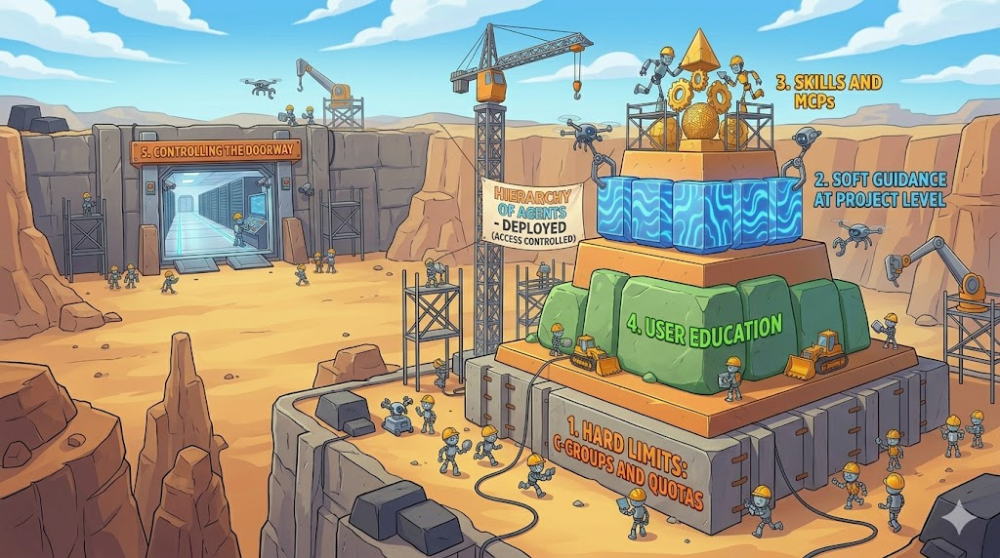 5. CONTROLLING THE DOORWAY
HIERARCHY
OF AGENTS
- DEPLOYED
(ACCESS CONTROLLED)
3. SKILLS AND
MCPs
2. SOFT GUIDANCE
AT PROJECT LEVEL
4. USER EDUCATION
1. HARD LIMITS:
C-GROUPS AND QUOTAS